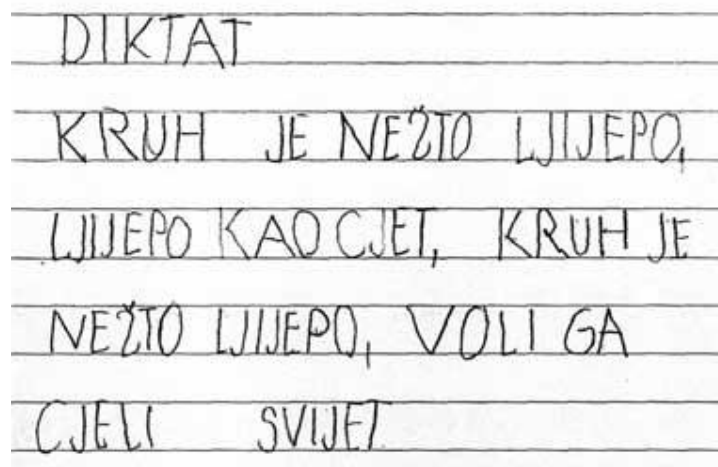 DIKTAT
KRUH JE NEŽTO LJIJEPO,
LJIJEPO KAO CJET, KRUH JE
NEŽTO LJIJEPO, VOLI GA
CJELI SVIJET